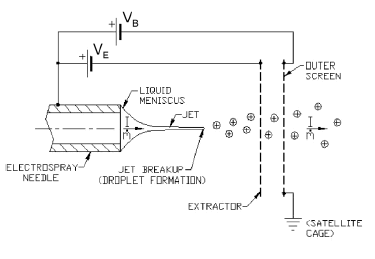 + V_B
+ V_E
LIQUID
MENISCUS
OUTER
SCREEN
JET
ELECTROSPRAY
NEEDLE
JET BREAKUP
(DROPLET FORMATION)
EXTRACTOR
(SATELLITE
CAGE)